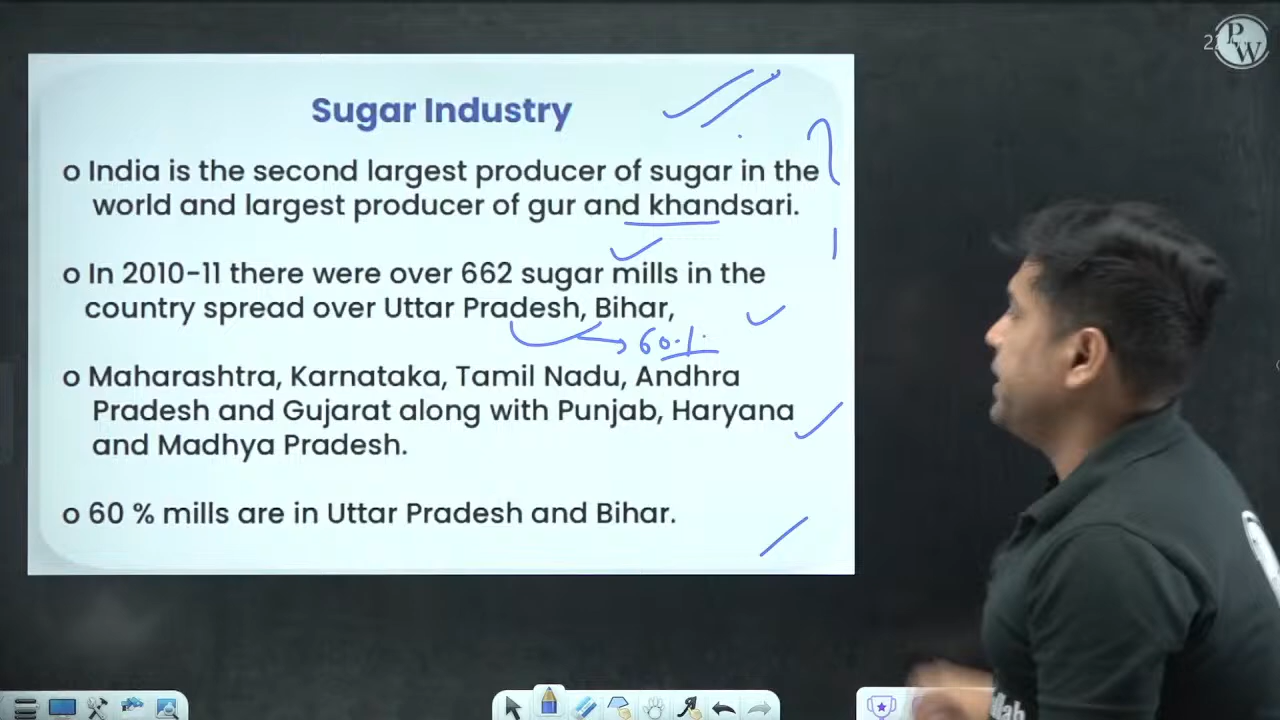 PW
Sugar Industry
o India is the second largest producer of sugar in the
world and largest producer of gur and khandsari.
o In 2010-11 there were over 662 sugar mills in the
country spread over Uttar Pradesh, Bihar,
60%
o Maharashtra, Karnataka, Tamil Nadu, Andhra
Pradesh and Gujarat along with Punjab, Haryana
and Madhya Pradesh.
o 60 % mills are in Uttar Pradesh and Bihar.